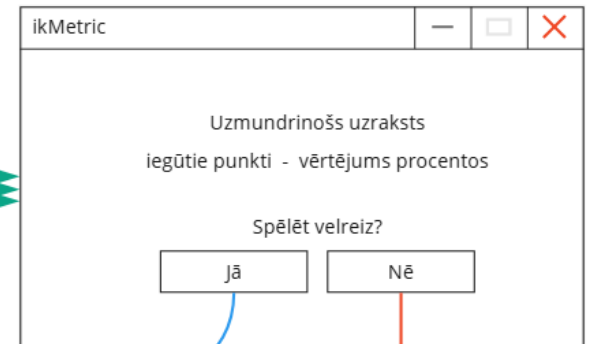 ikMetric
Uzmundrinošs uzraksts
iegūtie punkti - vērtējums procentos
Spēlēt velreiz?
Jā
Nē